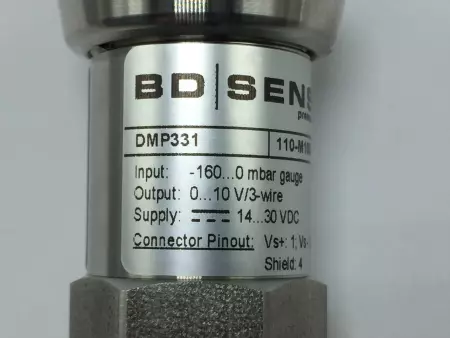 BD|SENS
DMP331 110-M
Input: -160...0 mbar gauge
Output: 0...10 V/3-wire
Supply: 14...30 VDC
Connector Pinout: Vs+: 1; Vs-
Shield: 4